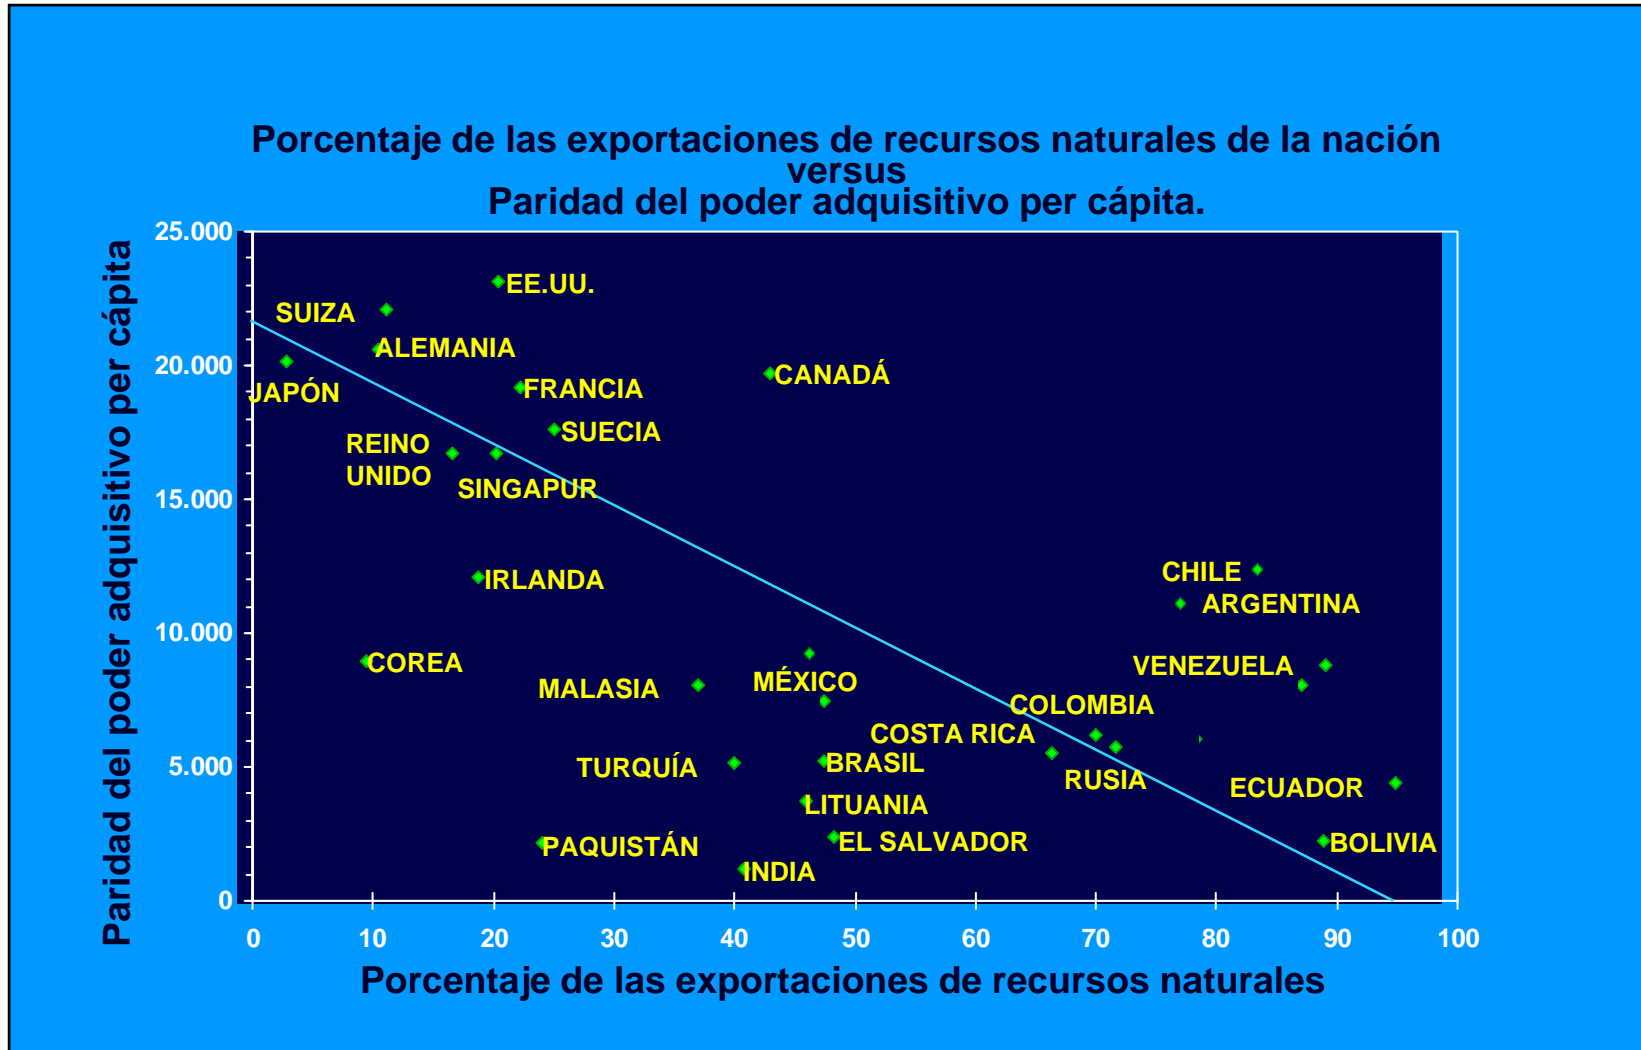 Porcentaje de las exportaciones de recursos naturales de la nación
versus
Paridad del poder adquisitivo per cápita.
Paridad del poder adquisitivo per cápita
25.000
20.000
15.000
10.000
5.000
0
EE.UU.
SUIZA
ALEMANIA
JAPÓN
CANADÁ
FRANCIA
SUECIA
REINO
UNIDO
SINGAPUR
IRLANDA
CHILE
ARGENTINA
COREA
VENEZUELA
MALASIA
MÉXICO
COLOMBIA
COSTA RICA
TURQUÍA
BRASIL
RUSIA
ECUADOR
LITUANIA
EL SALVADOR
BOLIVIA
PAQUISTÁN
INDIA
0 10 20 30 40 50 60 70 80 90 100
Porcentaje de las exportaciones de recursos naturales